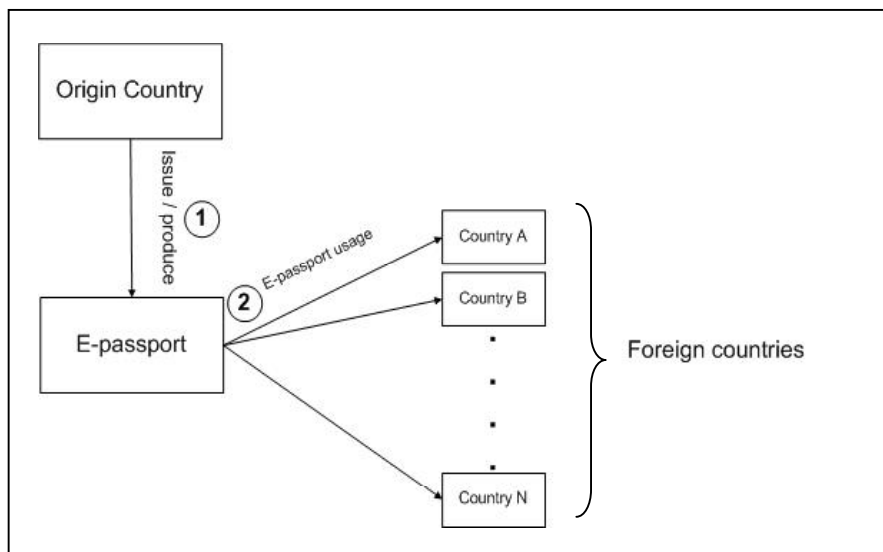 Origin Country
Issue / produce
1
E-passport
2
E-passport usage
Country A
Country B
Country N
Foreign countries